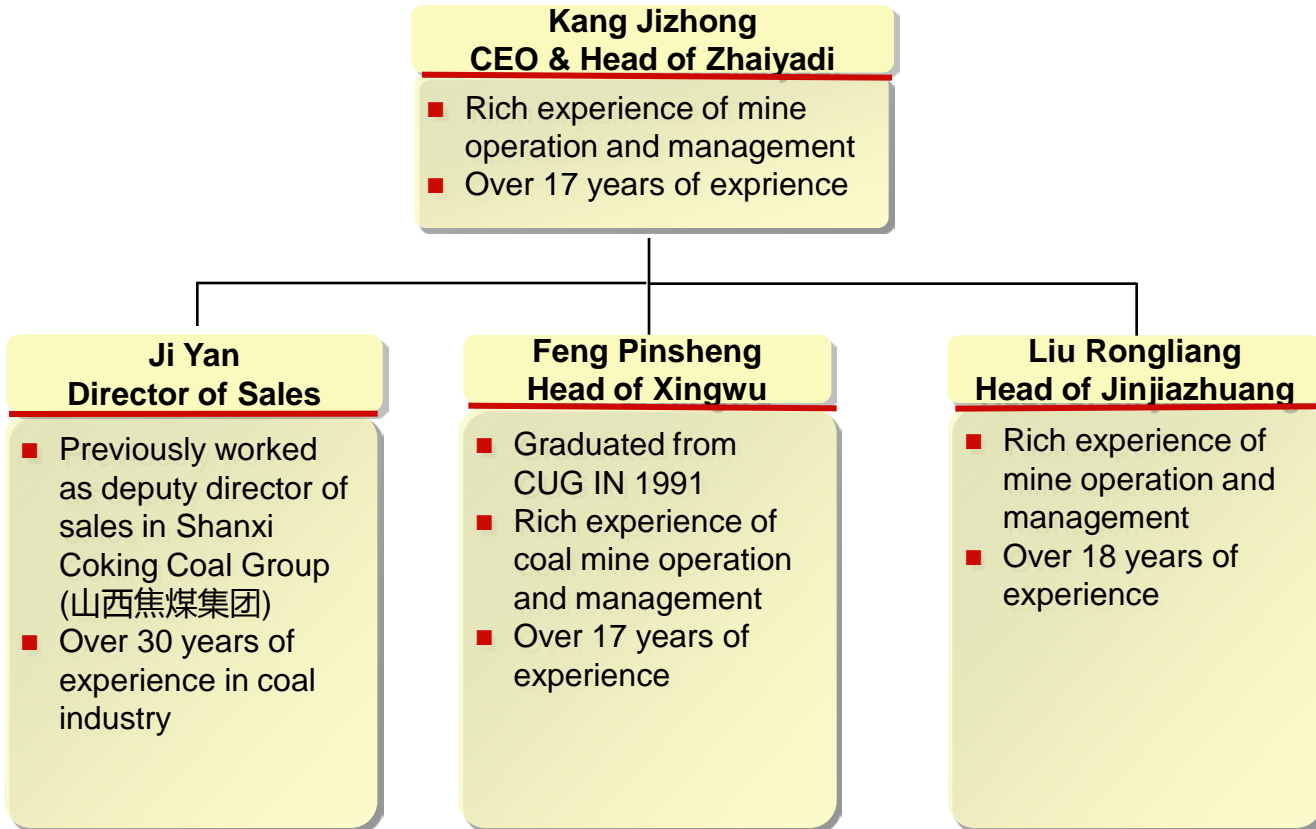 Kang Jizhong
CEO & Head of Zhaiyadi
■ Rich experience of mine
operation and management
■ Over 17 years of exprience
Ji Yan
Director of Sales
■ Previously worked
as deputy director of
sales in Shanxi
Coking Coal Group
(山西焦煤集团)
■ Over 30 years of
experience in coal
industry
Feng Pinsheng
Head of Xingwu
■ Graduated from
CUG IN 1991
■ Rich experience of
coal mine operation
and management
■ Over 17 years of
experience
Liu Rongliang
Head of Jinjiazhuang
■ Rich experience of
mine operation and
management
■ Over 18 years of
experience